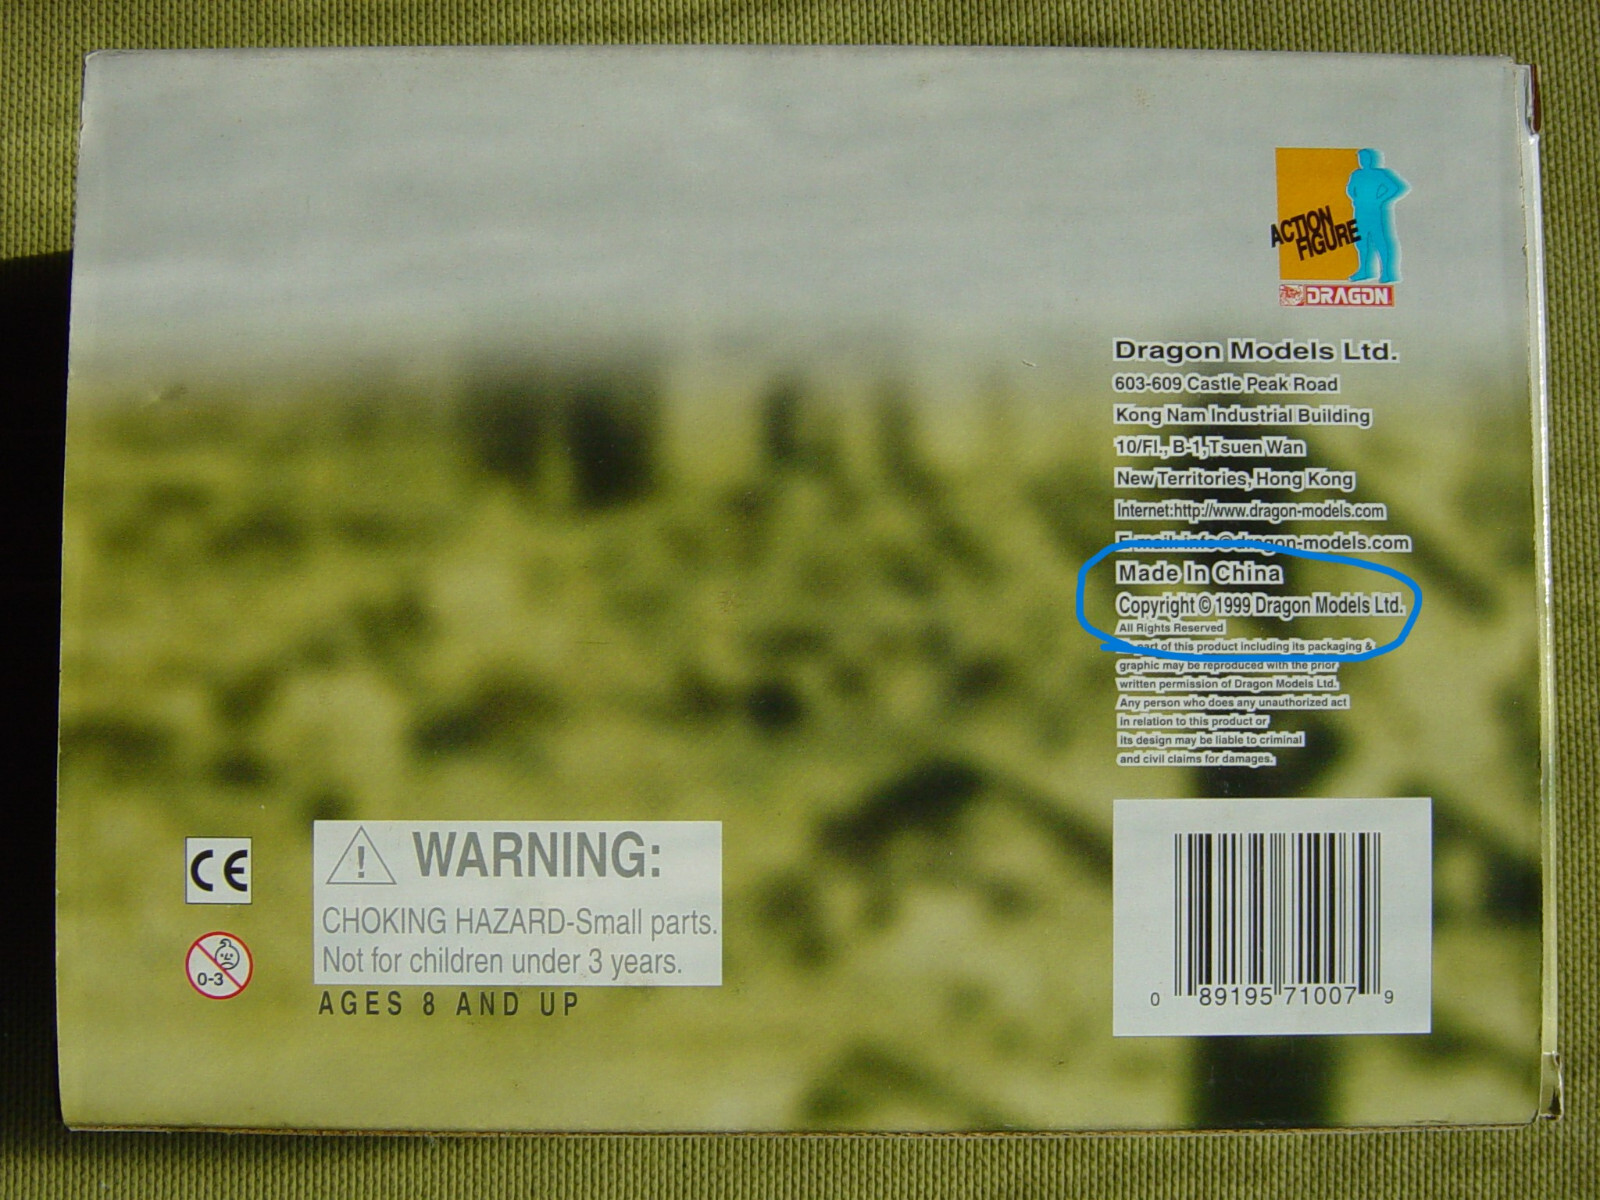 ACTION
FIGURE
DRAGON
Dragon Models Ltd.
603-609 Castle Peak Road
Kong Nam Industrial Building
10/Fl., B-1, Tsuen Wan
New Territories, Hong Kong
Internet:http://www.dragon-models.com
E-mail:info@dragon-models.com
Made In China
Copyright © 1999 Dragon Models Ltd.
All Rights Reserved
part of this product including its packaging &
graphic may be reproduced with the prior
written permission of Dragon Models Ltd.
Any person who does any unauthorized act
in relation to this product or
its design may be liable to criminal
and civil claims for damages.
CE
0-3
! WARNING:
CHOKING HAZARD-Small parts.
Not for children under 3 years.
AGES 8 AND UP
0 89195 71007 9